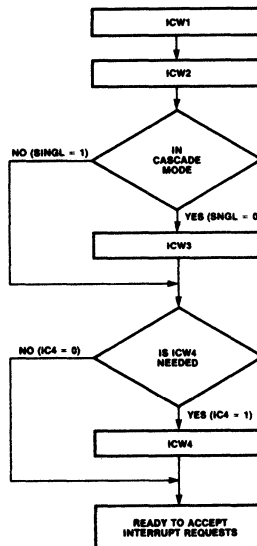 ICW1
ICW2
IN
CASCADE
MODE
NO (SINGL = 1)
YES (SNGL = 0
ICW3
IS ICW4
NEEDED
NO (IC4 = 0)
YES (IC4 = 1)
ICW4
READY TO ACCEPT
INTERRUPT REQUESTS